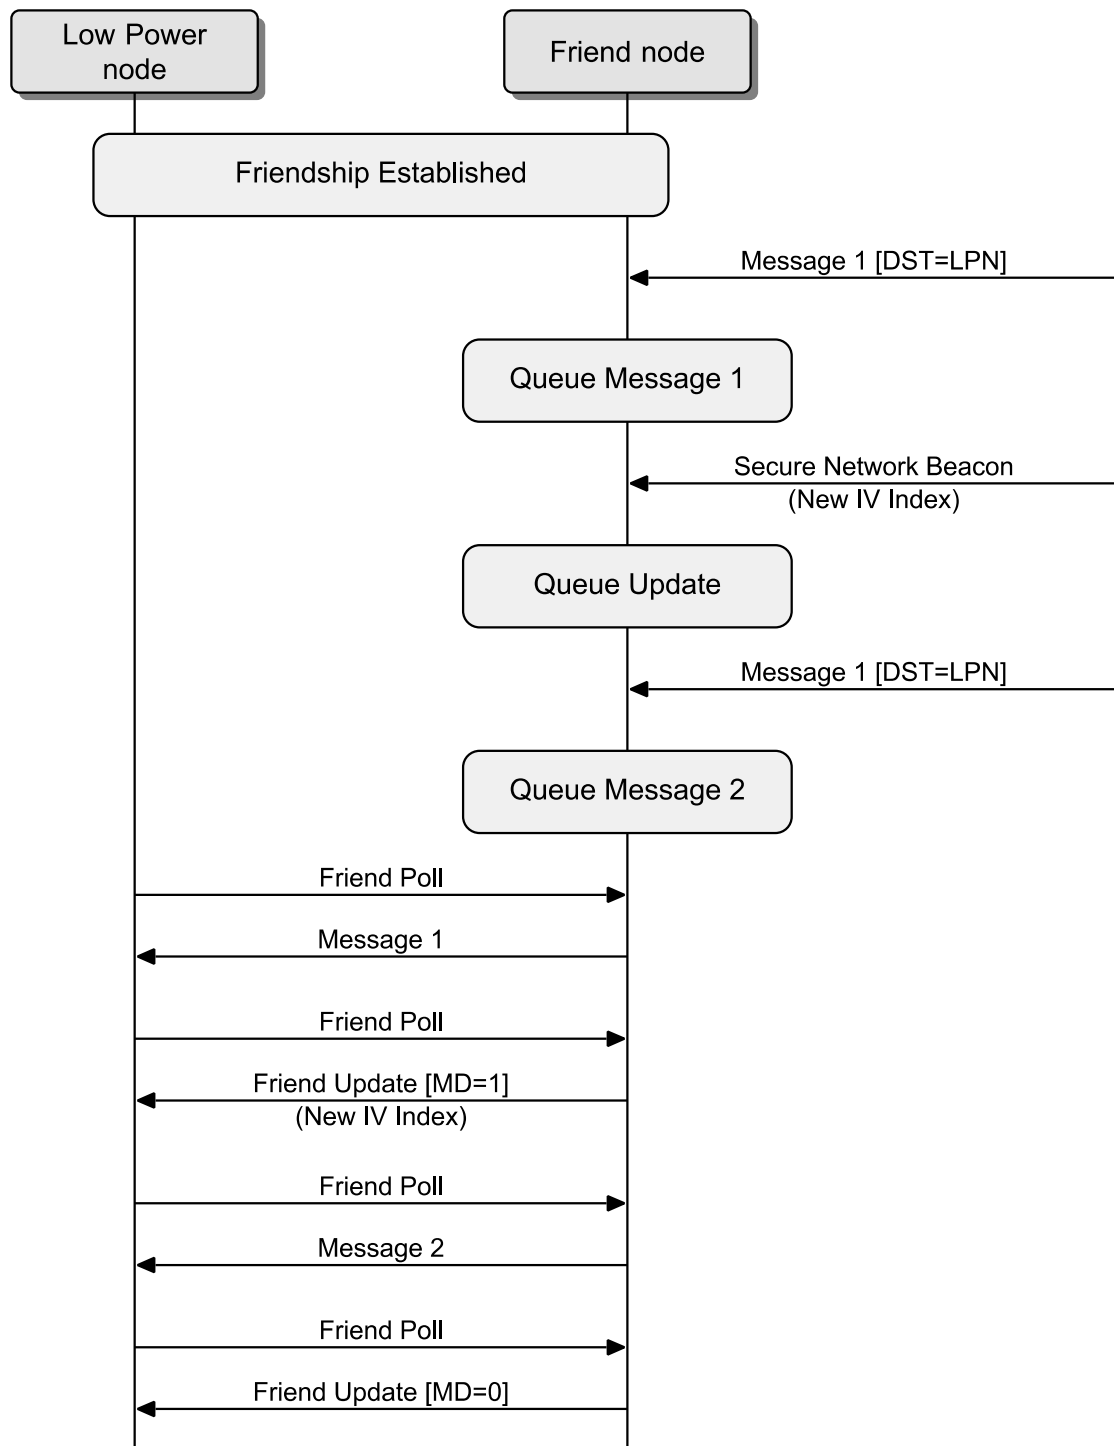 Low Power
node
Friend node
Friendship Established
Message 1 [DST=LPN]
Queue Message 1
Secure Network Beacon
(New IV Index)
Queue Update
Message 1 [DST=LPN]
Queue Message 2
Friend Poll
Message 1
Friend Poll
Friend Update [MD=1]
(New IV Index)
Friend Poll
Message 2
Friend Poll
Friend Update [MD=0]